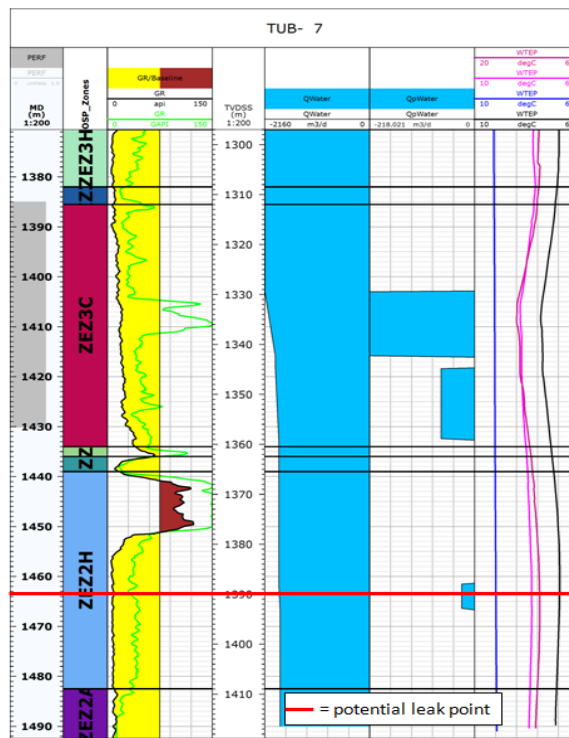 TUB- 7
PERF
PERF
MD
(m)
1:200
OSP_Zones
GR/Baseline
GR
0 api 150
GR
0 GAPI 150
TVDSS
(m)
1:200
QWater
-2160 m3/d 0
QpWater
-218.021 m3/d 0
WTEP
20 degC 6
WTEP
10 degC 6
WTEP
10 degC 6
WTEP
10 degC 6
1380
1390
1400
1410
1420
1430
1440
1450
1460
1470
1480
1490
ZEZ3H
Z
ZEZ3C
ZZ
ZEZ2H
ZEZ2A
1300
1310
1320
1330
1340
1350
1360
1370
1380
1390
1400
1410
= potential leak point